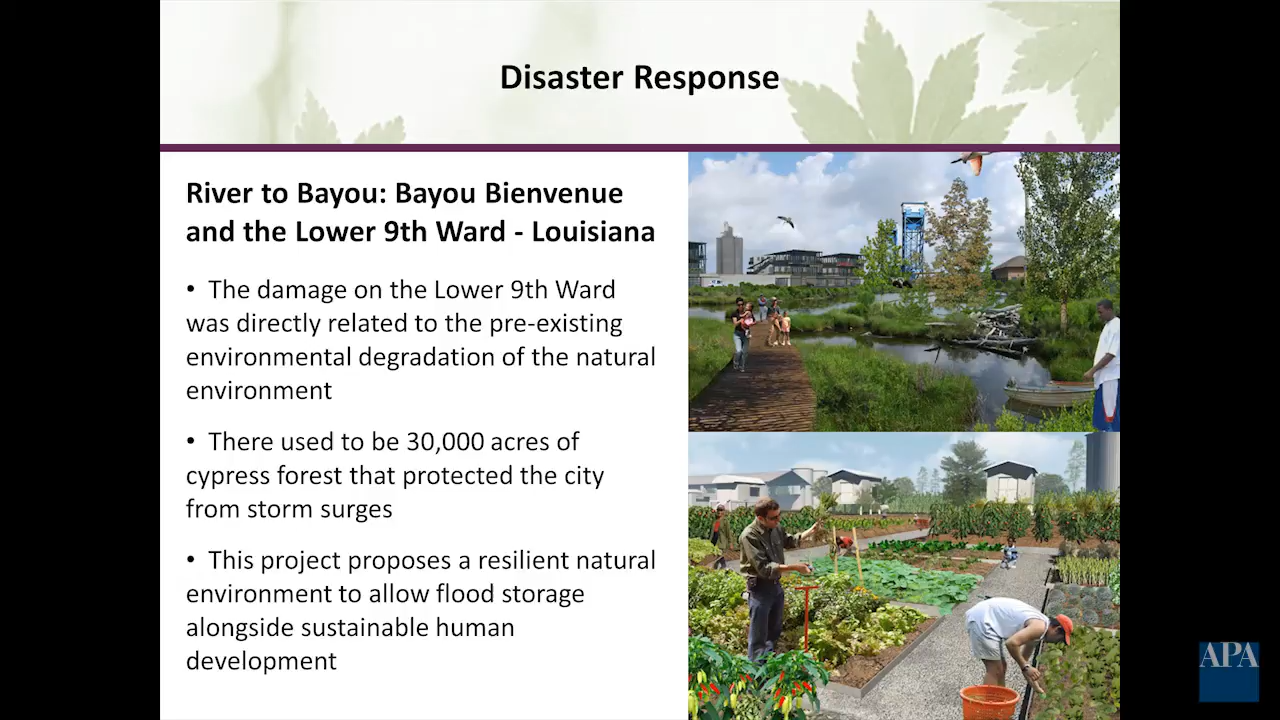 Disaster Response
River to Bayou: Bayou Bienvenue
and the Lower 9th Ward - Louisiana
• The damage on the Lower 9th Ward
was directly related to the pre-existing
environmental degradation of the natural
environment
• There used to be 30,000 acres of
cypress forest that protected the city
from storm surges
• This project proposes a resilient natural
environment to allow flood storage
alongside sustainable human
development
APA